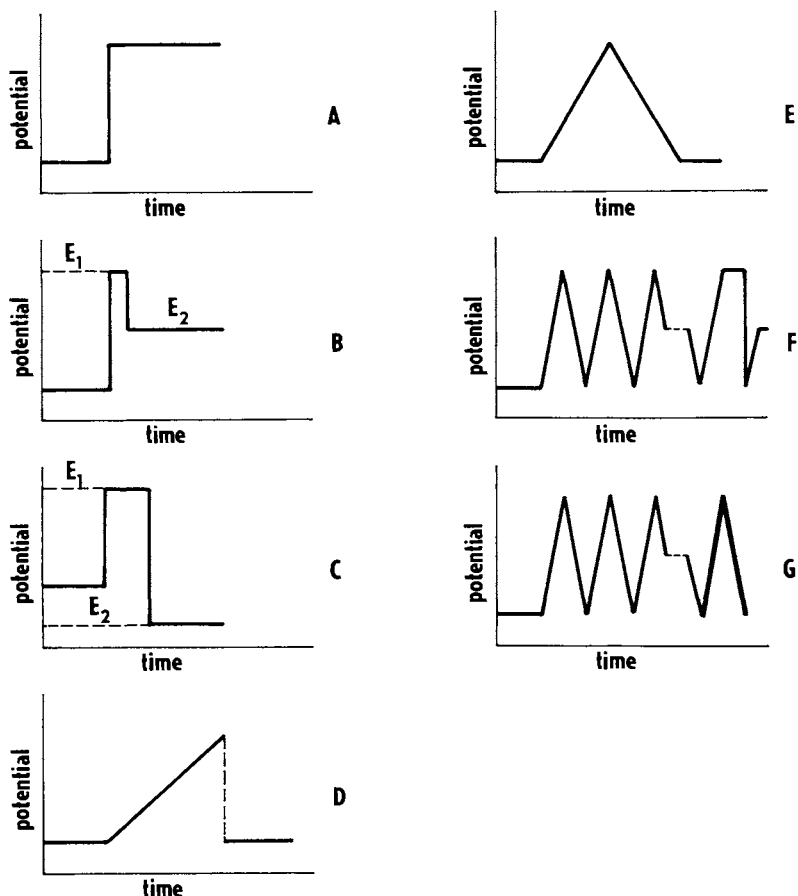 potential
A
time
E₁
E₂
potential
B
time
E₁
E₂
potential
C
time
potential
D
time
potential
E
time
potential
F
time
potential
G
time